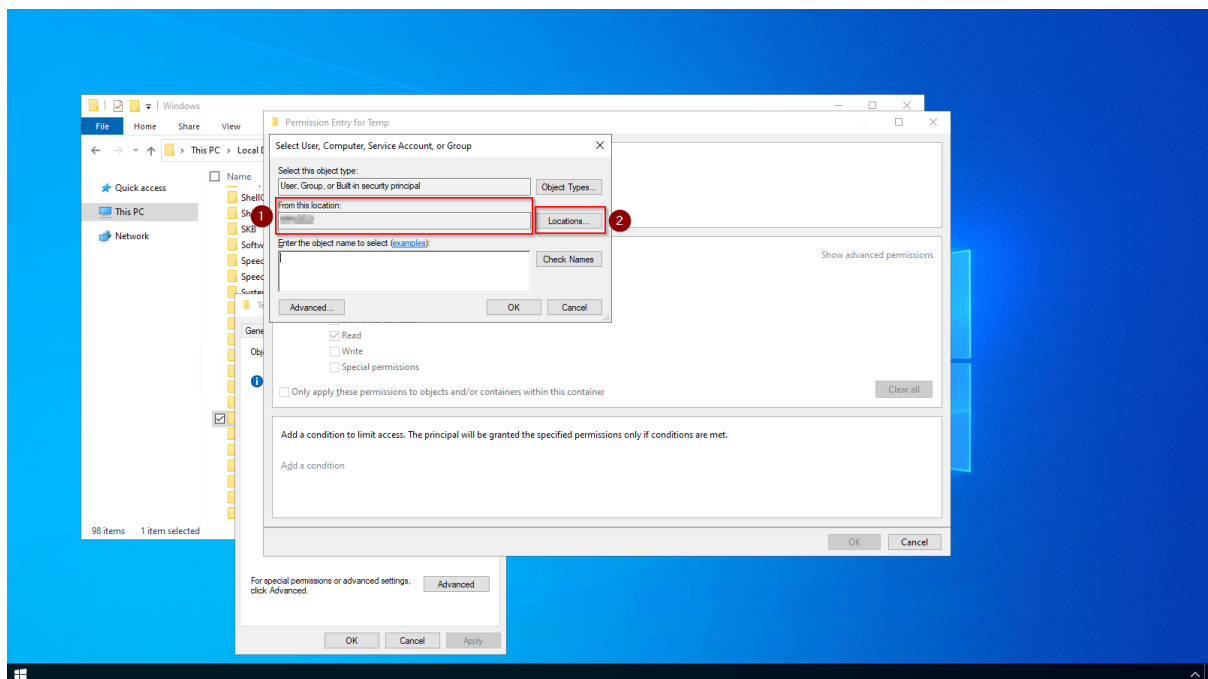 Windows
File Home Share View
This PC > Local
Name
Quick access
This PC
Network
SKB
Softw
Speec
Speec
98 items 1 item selected
Permission Entry for Temp
Select User, Computer, Service Account, or Group
Select this object type:
User, Group, or Built-in security principal
Object Types...
From this location:
1
Locations...
2
Enter the object name to select (examples):
Check Names
Advanced...
OK
Cancel
Show advanced permissions
Read
Write
Special permissions
Only apply these permissions to objects and/or containers within this container
Clear all
Add a condition to limit access. The principal will be granted the specified permissions only if conditions are met.
Add a condition
OK
Cancel
Gene
Obj
For special permissions or advanced settings,
click Advanced.
Advanced
OK
Cancel
Apply